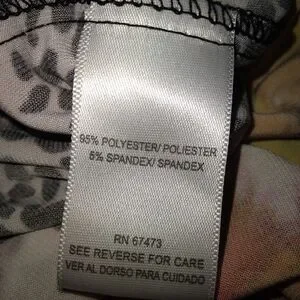 95% POLYESTER/ POLIESTER
5% SPANDEX/ SPANDEX
RN 67473
SEE REVERSE FOR CARE
VER AL DORSO PARA CUIDADO